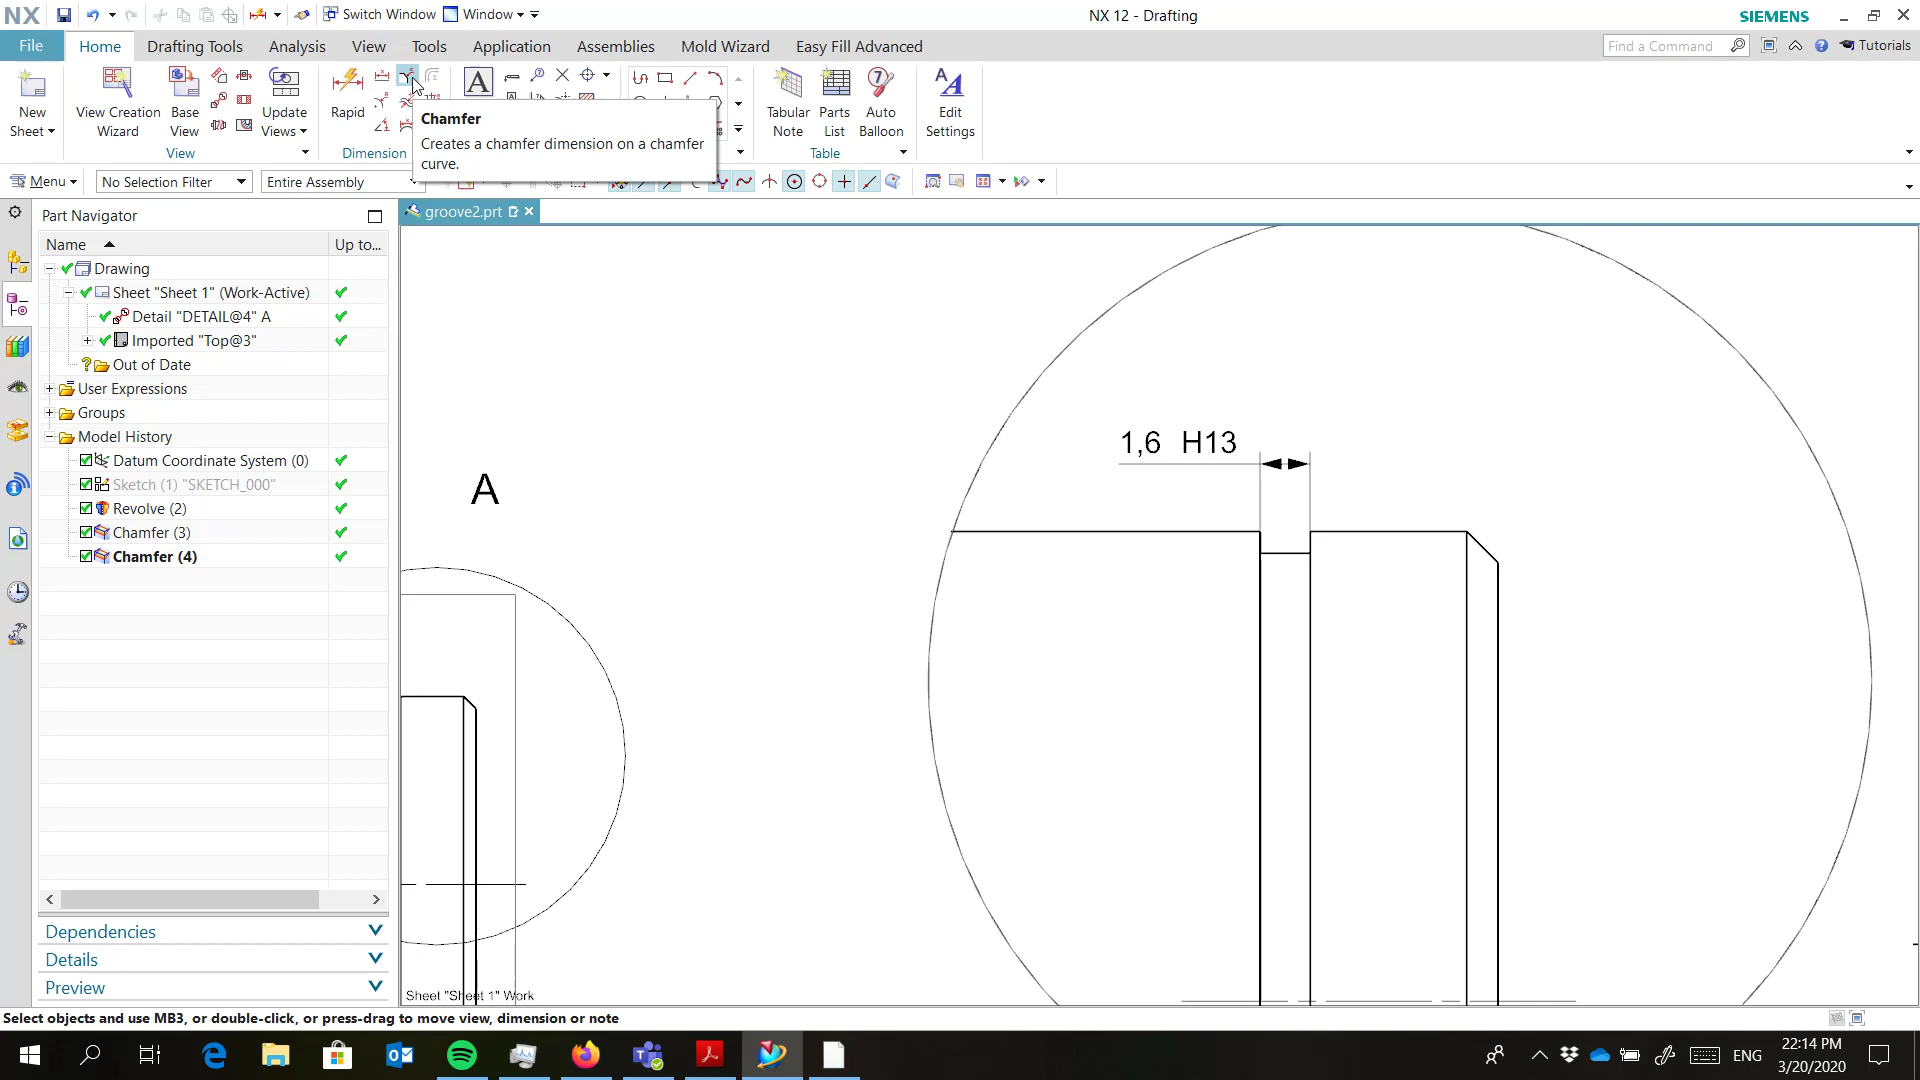 NX
Switch Window
Window
NX 12 - Drafting
SIEMENS
File
Home
Drafting Tools
Analysis
View
Tools
Application
Assemblies
Mold Wizard
Easy Fill Advanced
Find a Command
Tutorials
New
Sheet
View Creation
Wizard
Base
View
Update
Views
View
Rapid
Dimension
A
Chamfer
Creates a chamfer dimension on a chamfer
curve.
Tabular
Note
Parts
List
Auto
Balloon
Table
Edit
Settings
Menu
No Selection Filter
Entire Assembly
Part Navigator
groove2.prt
Name
Up to...
Drawing
Sheet "Sheet 1" (Work-Active)
Detail "DETAIL@4" A
Imported "Top@3"
Out of Date
User Expressions
Groups
Model History
Datum Coordinate System (0)
Sketch (1) "SKETCH_000"
Revolve (2)
Chamfer (3)
Chamfer (4)
A
1,6 H13
Dependencies
Details
Preview
Sheet "Sheet 1" Work
Select objects and use MB3, or double-click, or press-drag to move view, dimension or note
ENG
22:14 PM
3/20/2020